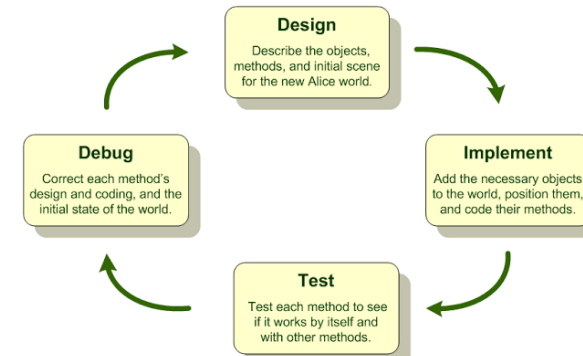 Design
Describe the objects,
methods, and initial scene
for the new Alice world.
Debug
Correct each method's
design and coding, and the
initial state of the world.
Implement
Add the necessary objects
to the world, position them,
and code their methods.
Test
Test each method to see
if it works by itself and
with other methods.